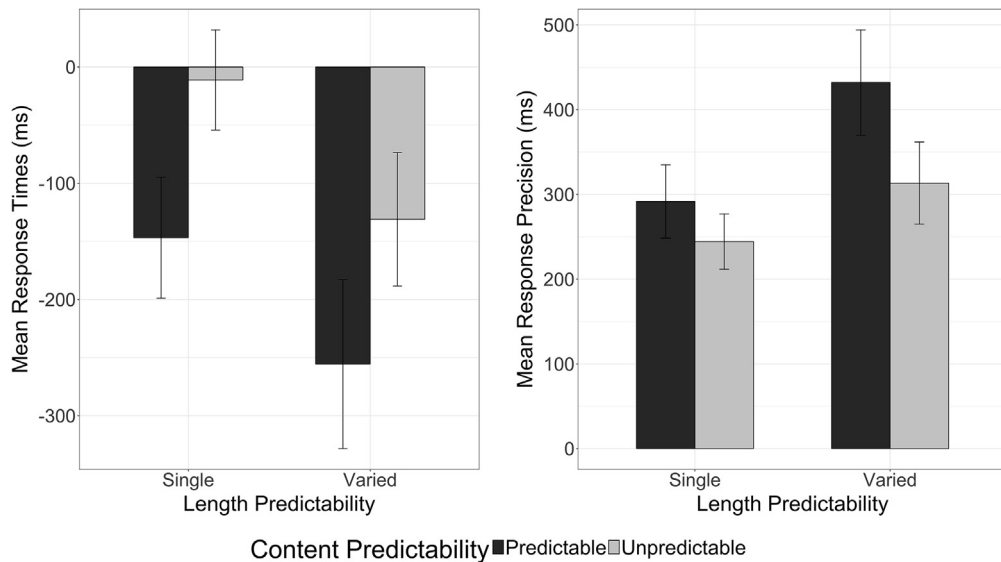 Mean Response Times (ms)
0
-100
-200
-300
Single
Varied
Length Predictability
Mean Response Precision (ms)
500
400
300
200
100
0
Single
Varied
Length Predictability
Content Predictability Predictable Unpredictable